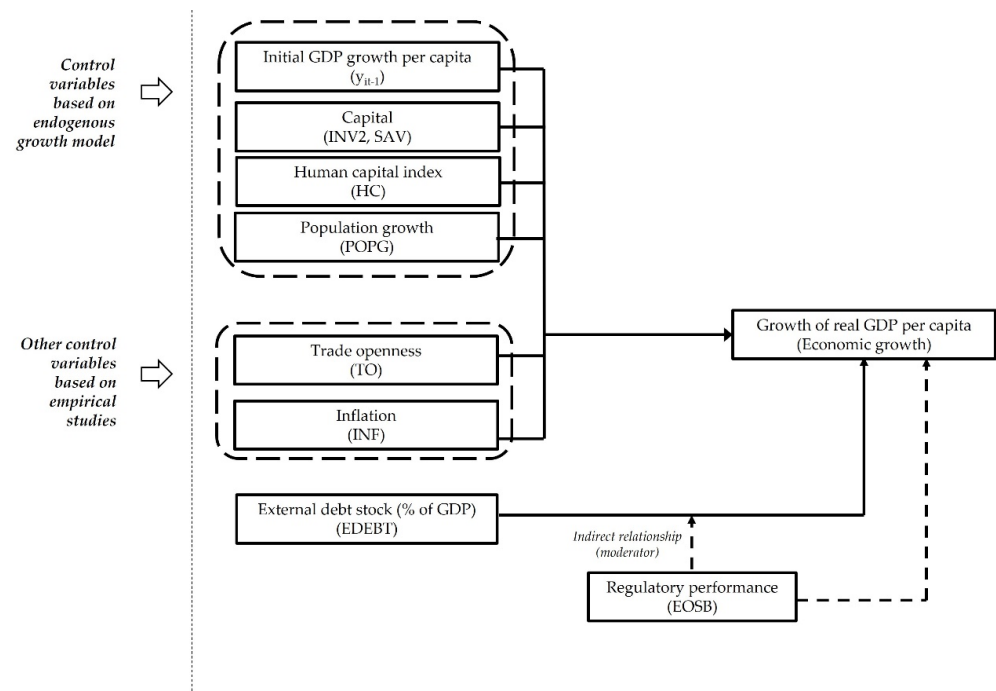 Control
variables
based on
endogenous
growth model
Initial GDP growth per capita
(yit-1)
Capital
(INV2, SAV)
Human capital index
(HC)
Population growth
(POPG)
Other control
variables
based on
empirical
studies
Trade openness
(TO)
Inflation
(INF)
Growth of real GDP per capita
(Economic growth)
External debt stock (% of GDP)
(EDEBT)
Indirect relationship
(moderator)
Regulatory performance
(EOSB)